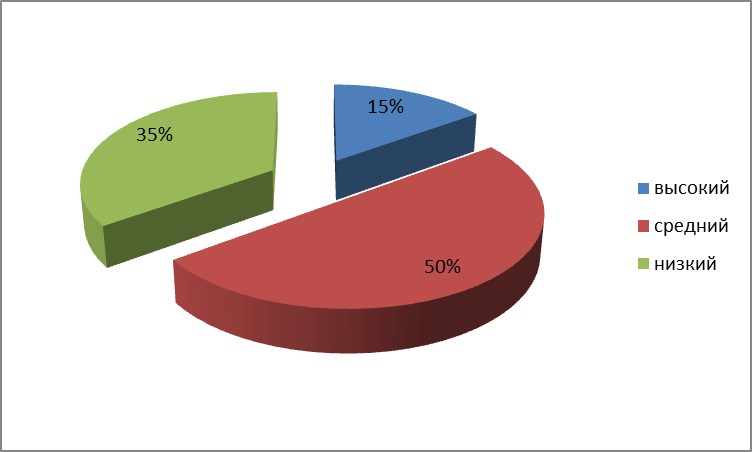 15%
35%
50%
высокий
средний
низкий